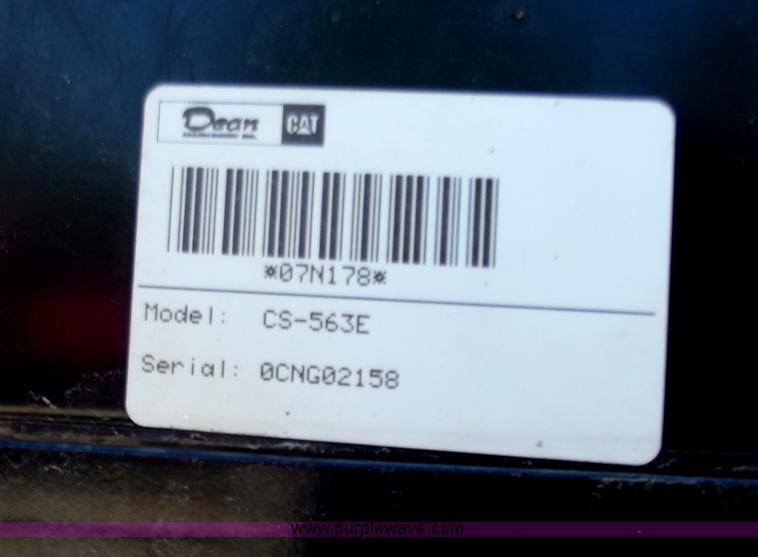 Dean CAT
*07N178*
Model: CS-563E
Serial: 0CNG02158
www.purplewave.com